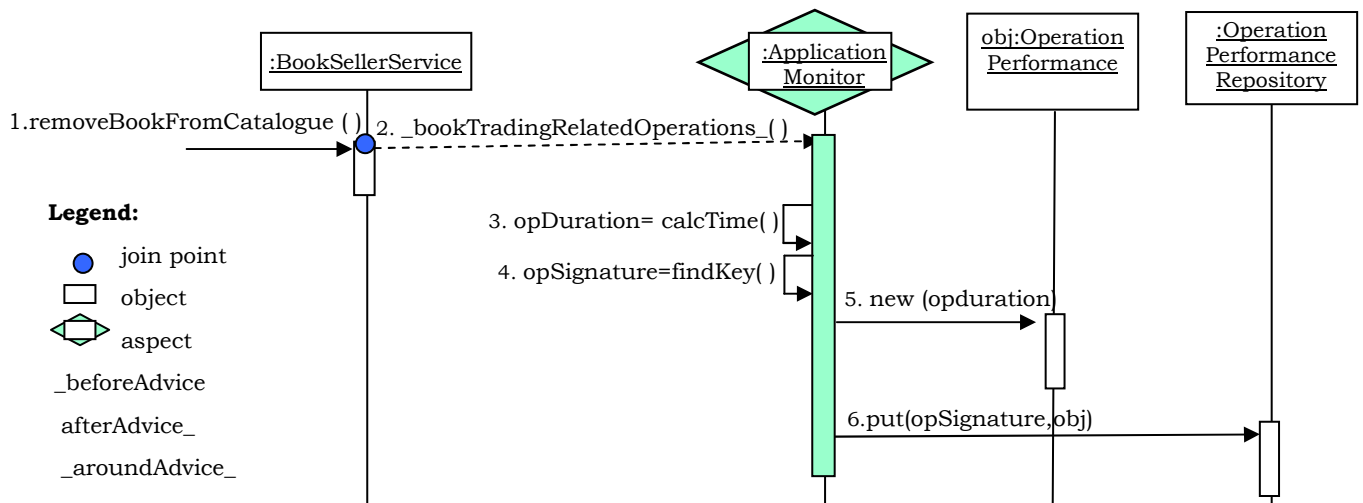 :BookSellerService
:Application
Monitor
obj:Operation
Performance
:Operation
Performance
Repository
1.removeBookFromCatalogue ( )
2. _bookTradingRelatedOperations_( )
3. opDuration= calcTime( )
4. opSignature=findKey( )
5. new (opduration)
6.put(opSignature,obj)
Legend:
join point
object
aspect
_beforeAdvice
afterAdvice_
_aroundAdvice_